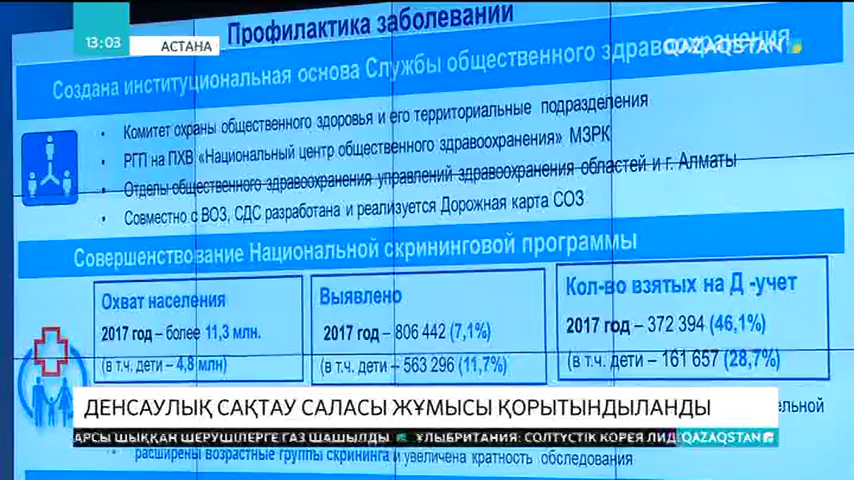 13:03
АСТАНА
QAZAQSTAN
Профилактика заболеваний
Создана институциональная основа Службы общественного здравоохранения
• Комитет охраны общественного здоровья и его территориальные подразделения
• РГП на ПХВ «Национальный центр общественного здравоохранения» МЗРК
• Отделы общественного здравоохранения управлений здравоохранения областей и г. Алматы
• Совместно с ВОЗ, CDC разработана и реализуется Дорожная карта СОЗ
Совершенствование Национальной скрининговой программы
Охват населения
2017 год – более 11,3 млн.
(в т.ч. дети – 4,8 млн)
Выявлено
2017 год – 806 442 (7,1%)
(в т.ч. дети – 563 296 (11,7%)
Кол-во взятых на Д -учет
2017 год – 372 394 (46,1%)
(в т.ч. дети – 161 657 (28,7%)
ДЕНСАУЛЫҚ САҚТАУ САЛАСЫ ЖҰМЫСЫ ҚОРЫТЫНДЫЛАНДЫ
АРСЫ ШЫҚҚАН ШЕРУШІЛЕРГЕ ГАЗ ШАШЫЛДЫ ҰЛЫБРИТАНИЯ: СОЛТҮСТІК КОРЕЯ ЛИД
QAZAQSTAN
расширены возрастные группы скрининга и увеличена кратность обследования